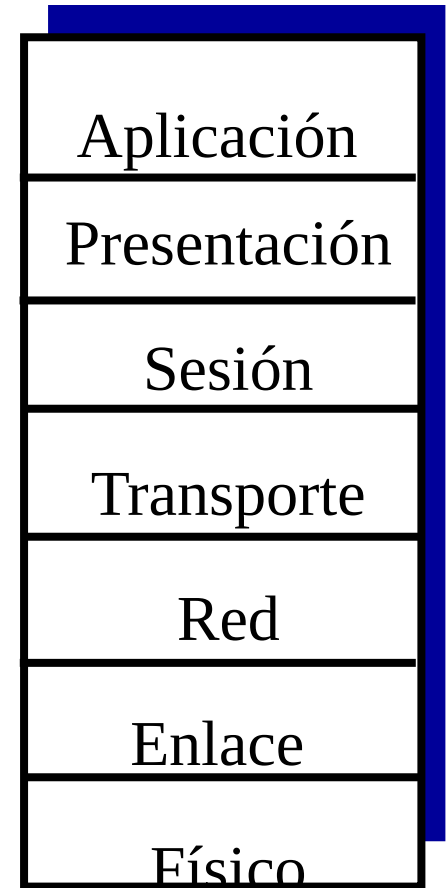 Aplicación
Presentación
Sesión
Transporte
Red
Enlace
Físico